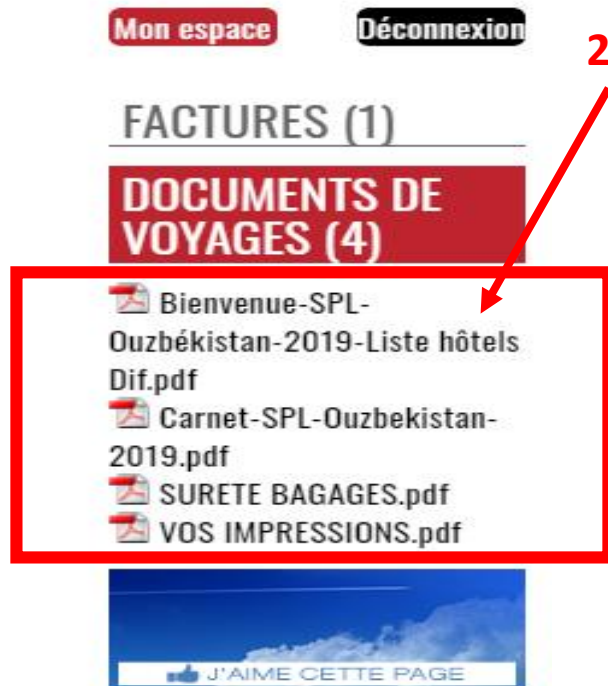 Mon espace
Déconnexion
2
FACTURES (1)
DOCUMENTS DE
VOYAGES (4)
Bienvenue-SPL-
Ouzbékistan-2019-Liste hôtels
Dif.pdf
Carnet-SPL-Ouzbekistan-
2019.pdf
SURETE BAGAGES.pdf
VOS IMPRESSIONS.pdf
J'AIME CETTE PAGE